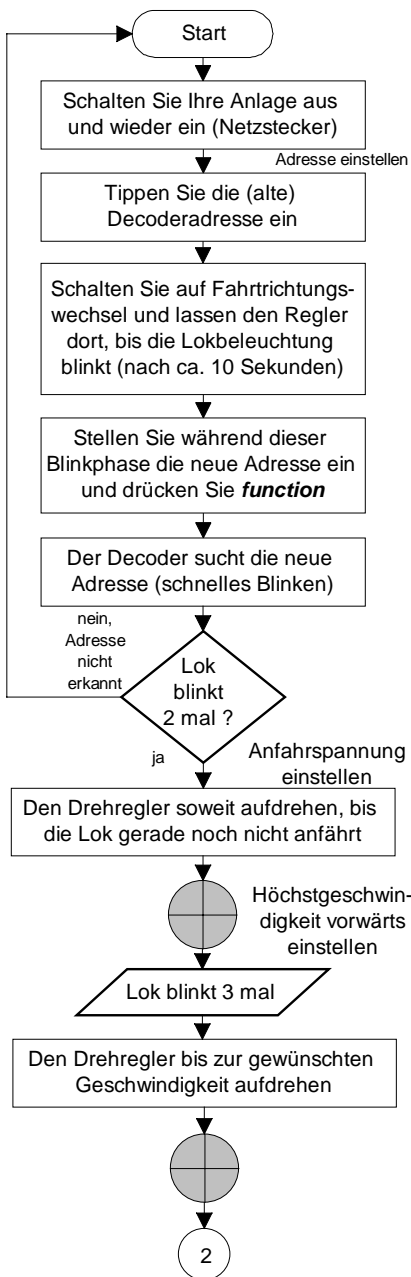 Start
Schalten Sie Ihre Anlage aus
und wieder ein (Netzstecker)
Adresse einstellen
Tippen Sie die (alte)
Decoderadresse ein
Schalten Sie auf Fahrtrichtungs-
wechsel und lassen den Regler
dort, bis die Lokbeleuchtung
blinkt (nach ca. 10 Sekunden)
Stellen Sie während dieser
Blinkphase die neue Adresse ein
und drücken Sie function
Der Decoder sucht die neue
Adresse (schnelles Blinken)
nein,
Adresse
nicht
erkannt
Lok
blinkt
2 mal ?
ja
Anfahrspannung
einstellen
Den Drehregler soweit aufdrehen, bis
die Lok gerade noch nicht anfährt
Höchstgeschwin-
digkeit vorwärts
einstellen
Lok blinkt 3 mal
Den Drehregler bis zur gewünschten
Geschwindigkeit aufdrehen
2